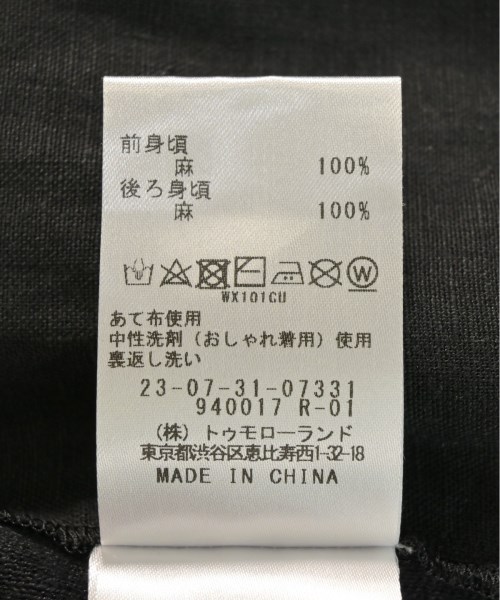 前身頃
麻 100%
後ろ身頃
麻 100%
W
WX101CU
あて布使用
中性洗剤（おしゃれ着用）使用
裏返し洗い
23-07-31-07331
940017 R-01
（株）トゥモローランド
東京都渋谷区恵比寿西1-32-18
MADE IN CHINA